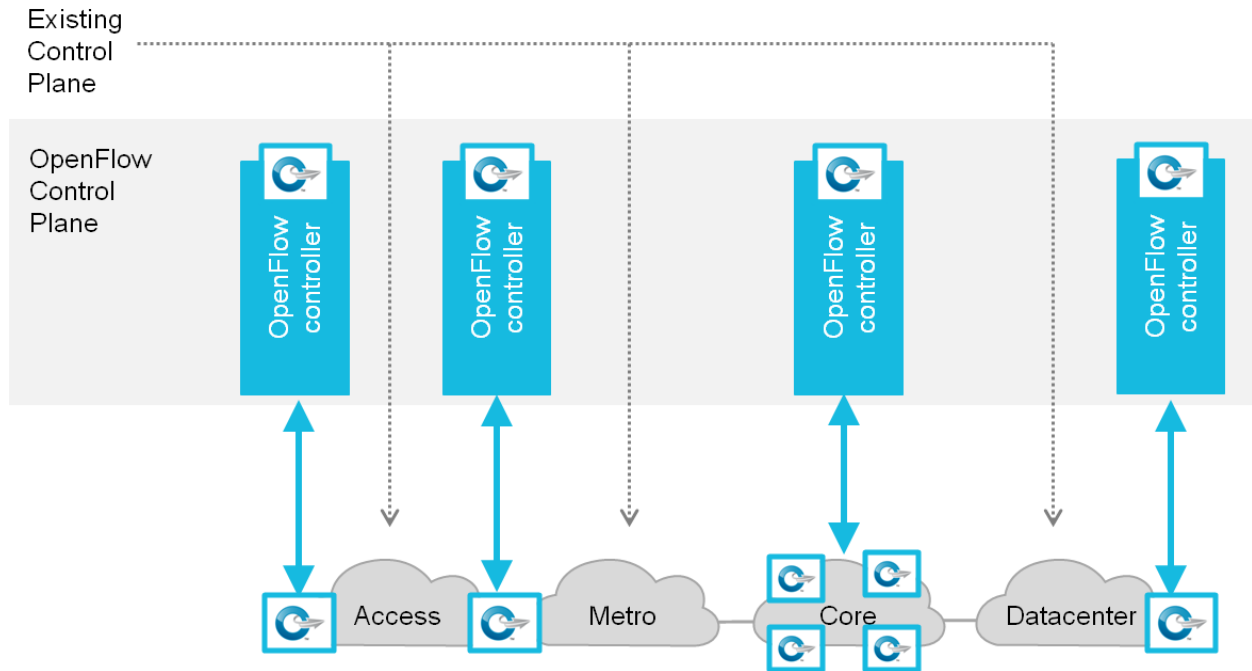 Existing
Control
Plane
OpenFlow
Control
Plane
OpenFlow
controller
OpenFlow
controller
OpenFlow
controller
OpenFlow
controller
Access
Metro
Core
Datacenter